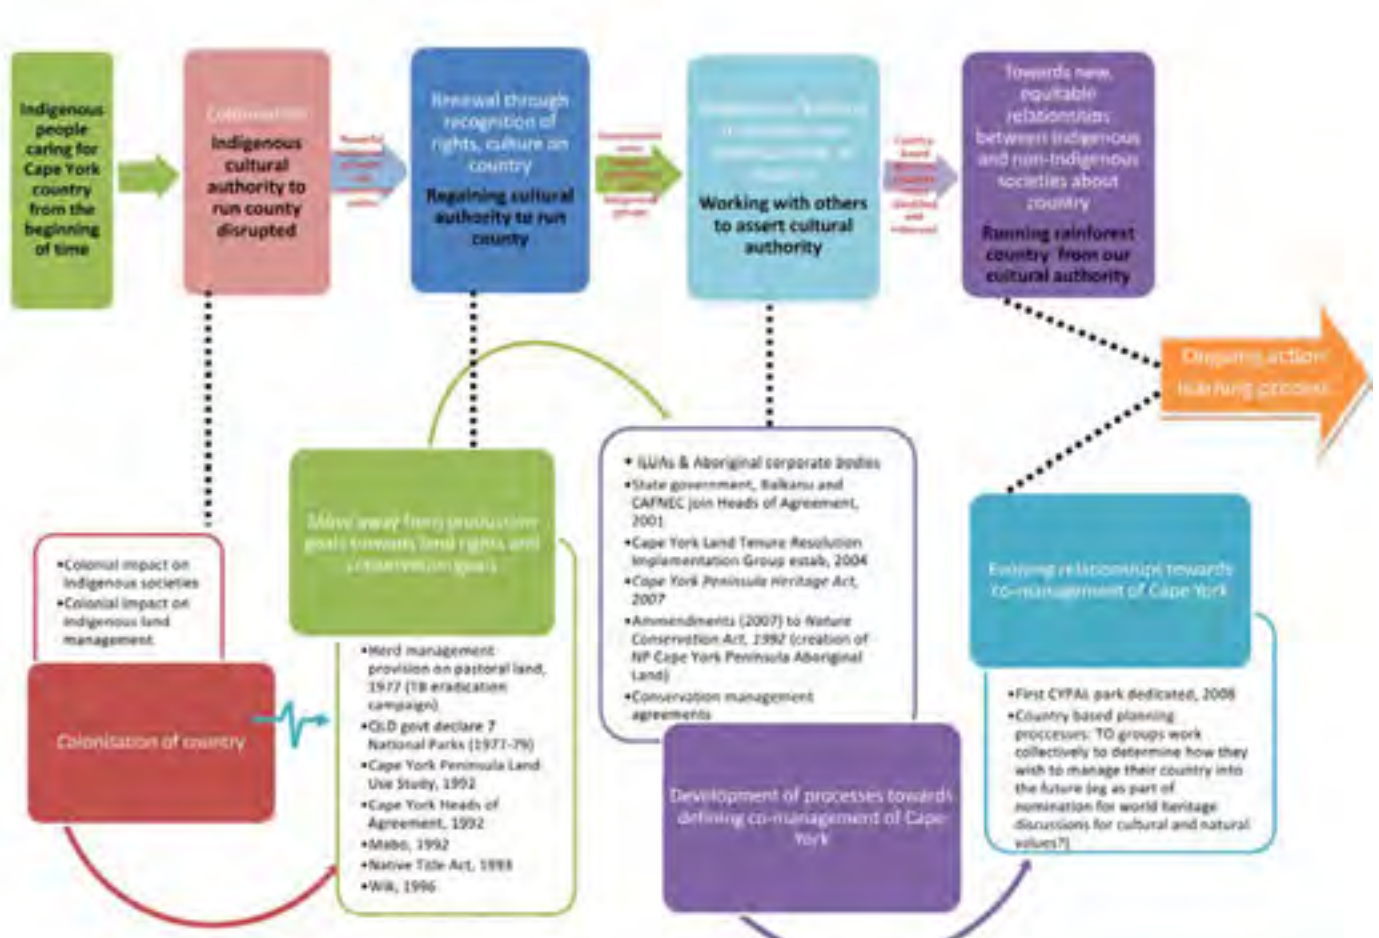 Indigenous
people
caring for
Cape York
country
from the
beginning
of time
Colonisation
Indigenous
cultural
authority to
run county
disrupted
Renewal through
recognition of
rights, culture on
country
Regaining cultural
authority to run
county
Working with others
to assert cultural
authority
Towards new,
equitable
relationships
between Indigenous
and non-Indigenous
societies about
country
Running rainforest
country from our
cultural authority
Ongoing action
learning process
•Colonial impact on
Indigenous societies
•Colonial impact on
indigenous land
management
Colonisation of country
Move away from production
goals towards land rights and
conservation goals
•Herd management
provision on pastoral land,
1977 (TB eradication
campaign)
•QLD govt declare 7
National Parks (1977-79)
•Cape York Peninsula Land
Use Study, 1992
•Cape York Heads of
Agreement, 1992
•Mabo, 1992
•Native Title Act, 1993
•Wik, 1996
• ILUAs & Aboriginal corporate bodies
•State government, Balkanu and
CAFNEC join Heads of Agreement,
2001
•Cape York Land Tenure Resolution
Implementation Group estab, 2004
•Cape York Peninsula Heritage Act,
2007
•Ammendments (2007) to Nature
Conservation Act, 1992 (creation of
NP Cape York Peninsula Aboriginal
Land)
•Conservation management
agreements
Development of processes towards
defining co-management of Cape
York
Evolving relationships towards
co-management of Cape York
•First CYPAL park dedicated, 2008
•Country based planning
proccesses: TO groups work
collectively to determine how they
wish to manage their country into
the future (eg as part of
nomination for world heritage
discussions for cultural and natural
values?)